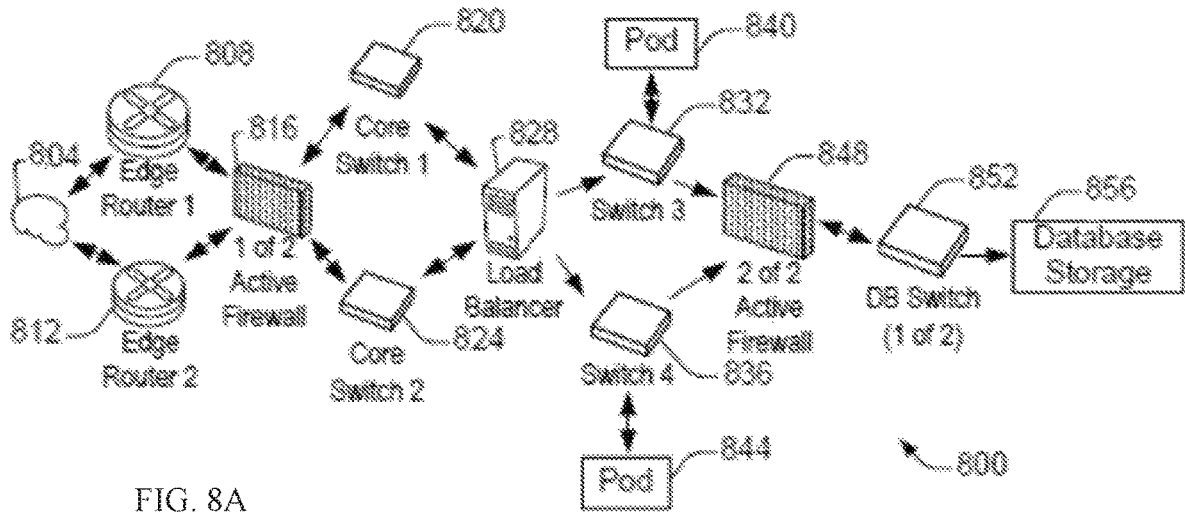 820
808
Pod
840
832
816
828
848
804
Core
Switch 1
852
856
Edge
Router 1
Switch 3
Database
Storage
1 of 2
Active
Firewall
Load
Balancer
2 of 2
Active
Firewall
DB Switch
(1 of 2)
812
824
836
Edge
Router 2
Core
Switch 2
Switch 4
844
800
Pod
FIG. 8A